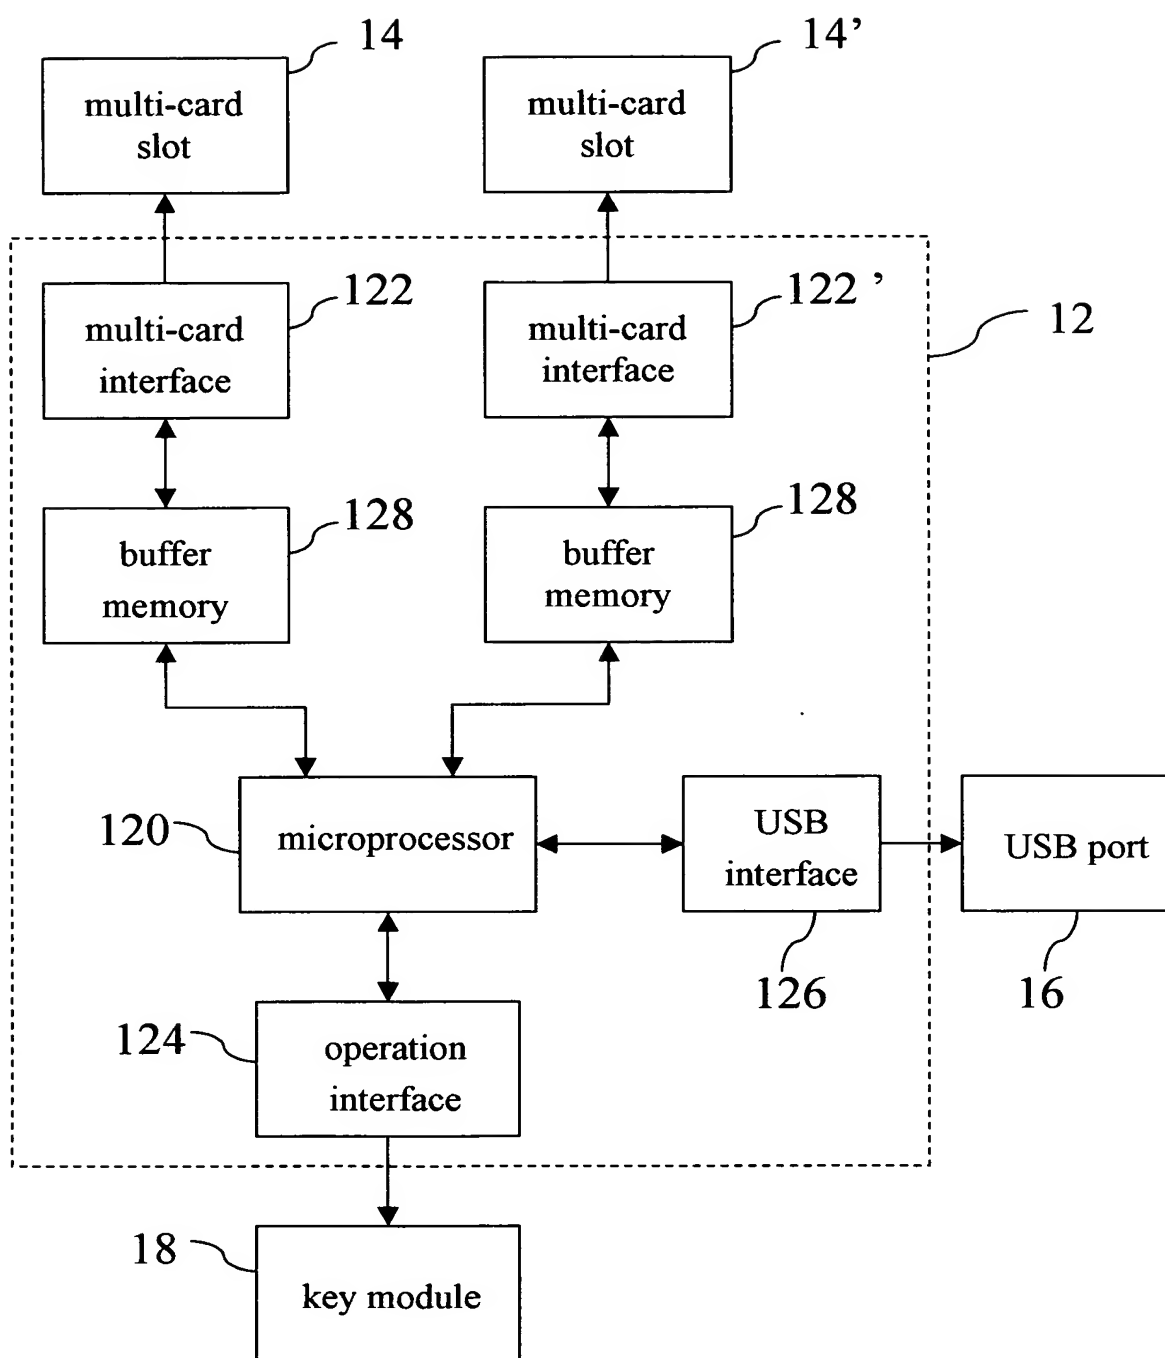 14
14’
multi-card
slot
multi-card
slot
122
122 ’
multi-card
interface
multi-card
interface
12
128
128
buffer
memory
buffer
memory
120
microprocessor
USB
interface
USB port
126
16
124
operation
interface
18
key module